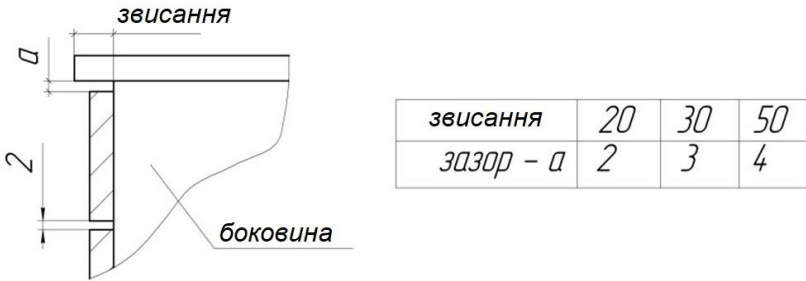 звисання
а
2
боковина
звисання 20 30 50
зазор - а 2 3 4